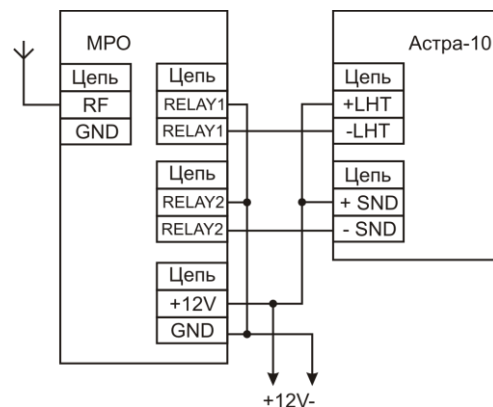 МРО
Цепь
RF
GND
Цепь
RELAY1
RELAY1
Цепь
RELAY2
RELAY2
Цепь
+12V
GND
Астра-10
Цепь
+LHT
-LHT
Цепь
+ SND
- SND
+12V-